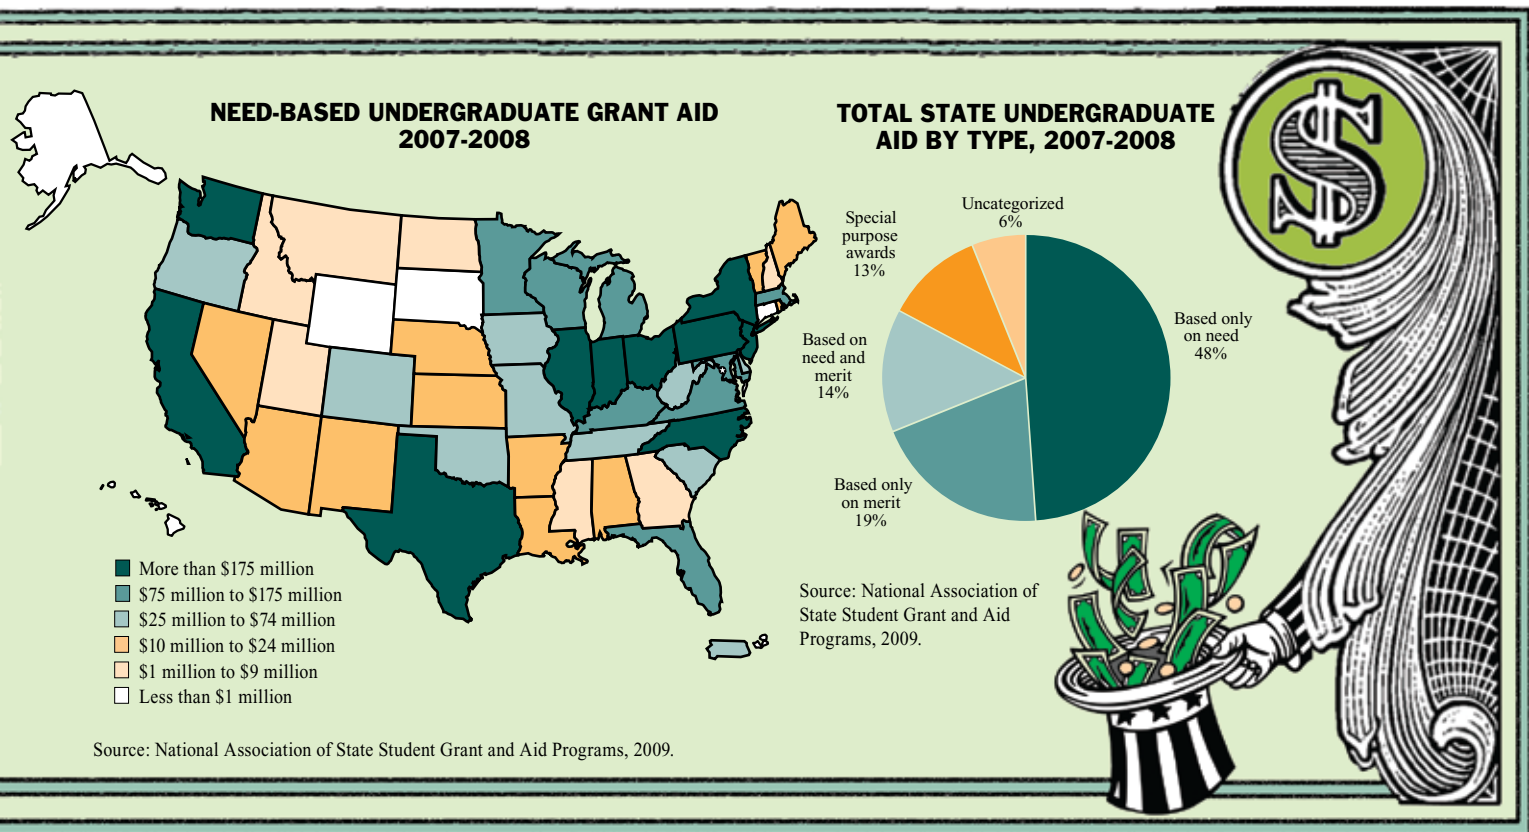 NEED-BASED UNDERGRADUATE GRANT AID
2007-2008
More than $175 million
$75 million to $175 million
$25 million to $74 million
$10 million to $24 million
$1 million to $9 million
Less than $1 million
Source: National Association of State Student Grant and Aid Programs, 2009.
TOTAL STATE UNDERGRADUATE
AID BY TYPE, 2007-2008
Uncategorized
6%
Special
purpose
awards
13%
Based on
need and
merit
14%
Based only
on merit
19%
Based only
on need
48%
Source: National Association of
State Student Grant and Aid
Programs, 2009.
$